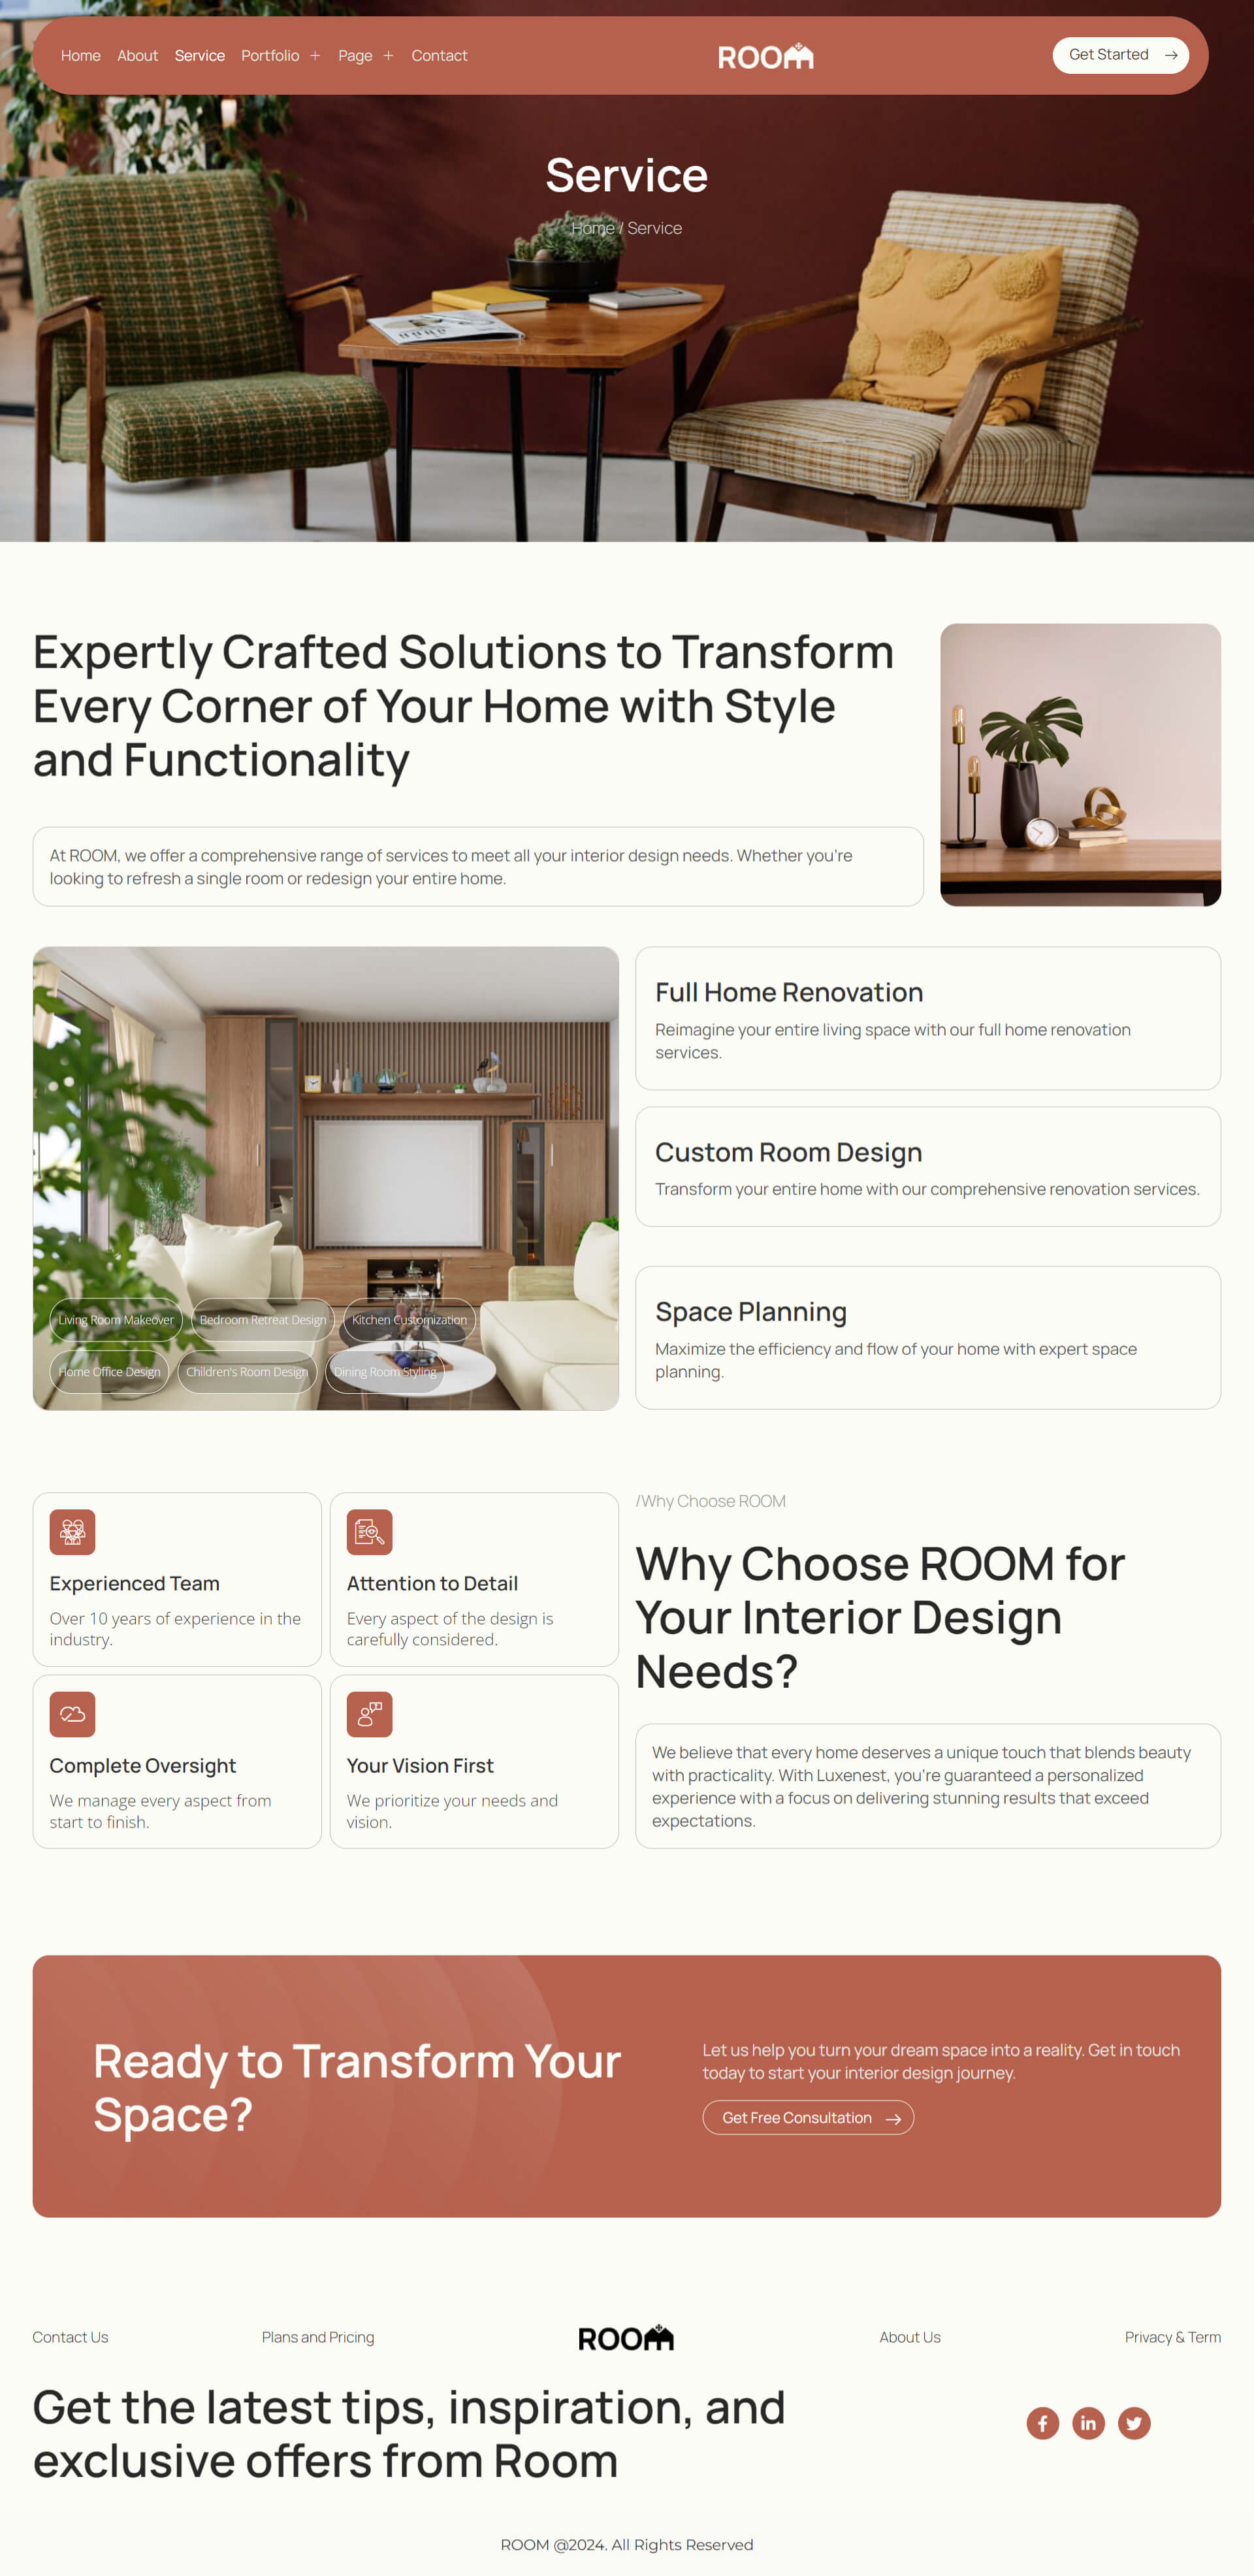 Home About Service Portfolio + Page + Contact
ROOM
Get Started →
Service
Home / Service
Expertly Crafted Solutions to Transform
Every Corner of Your Home with Style
and Functionality
At ROOM, we offer a comprehensive range of services to meet all your interior design needs. Whether you're
looking to refresh a single room or redesign your entire home.
Living Room Makeover
Bedroom Retreat Design
Kitchen Customization
Home Office Design
Children's Room Design
Dining Room Styling
Full Home Renovation
Reimagine your entire living space with our full home renovation
services.
Custom Room Design
Transform your entire home with our comprehensive renovation services.
Space Planning
Maximize the efficiency and flow of your home with expert space
planning.
Experienced Team
Over 10 years of experience in the
industry.
Attention to Detail
Every aspect of the design is
carefully considered.
Complete Oversight
We manage every aspect from
start to finish.
Your Vision First
We prioritize your needs and
vision.
/Why Choose ROOM
Why Choose ROOM for
Your Interior Design
Needs?
We believe that every home deserves a unique touch that blends beauty
with practicality. With Luxenest, you're guaranteed a personalized
experience with a focus on delivering stunning results that exceed
expectations.
Ready to Transform Your
Space?
Let us help you turn your dream space into a reality. Get in touch
today to start your interior design journey.
Get Free Consultation →
Contact Us
Plans and Pricing
ROOM
About Us
Privacy & Term
Get the latest tips, inspiration, and
exclusive offers from Room
ROOM @2024. All Rights Reserved